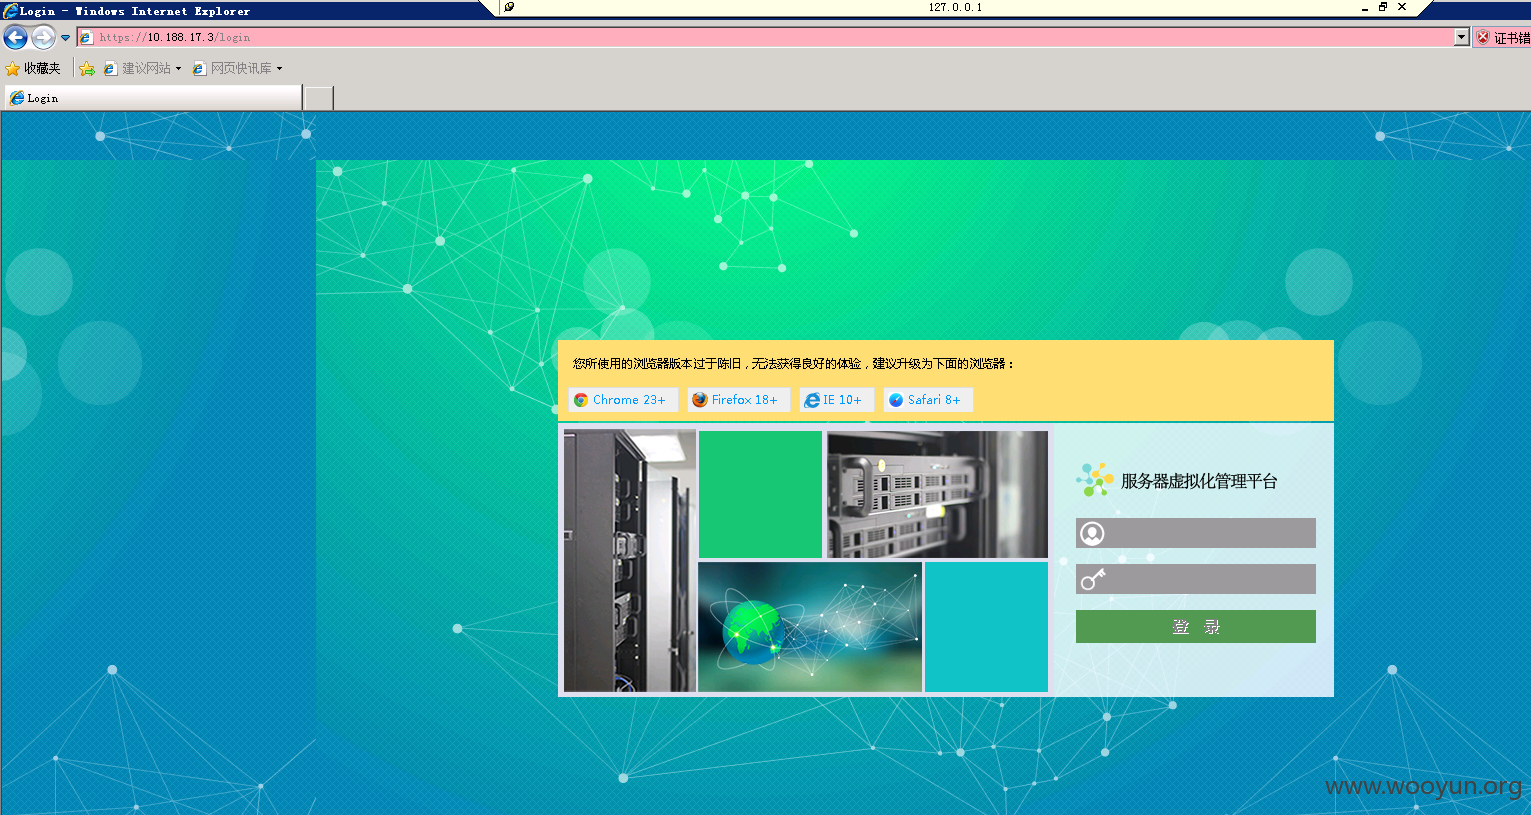 Login - Windows Internet Explorer
127.0.0.1
https://10.188.17.3/login
证书错
收藏夹
建议网站
网页快讯库
Login
您所使用的浏览器版本过于陈旧，无法获得良好的体验，建议升级为下面的浏览器：
Chrome 23+
Firefox 18+
IE 10+
Safari 8+
服务器虚拟化管理平台
登 录
www.wooyun.org